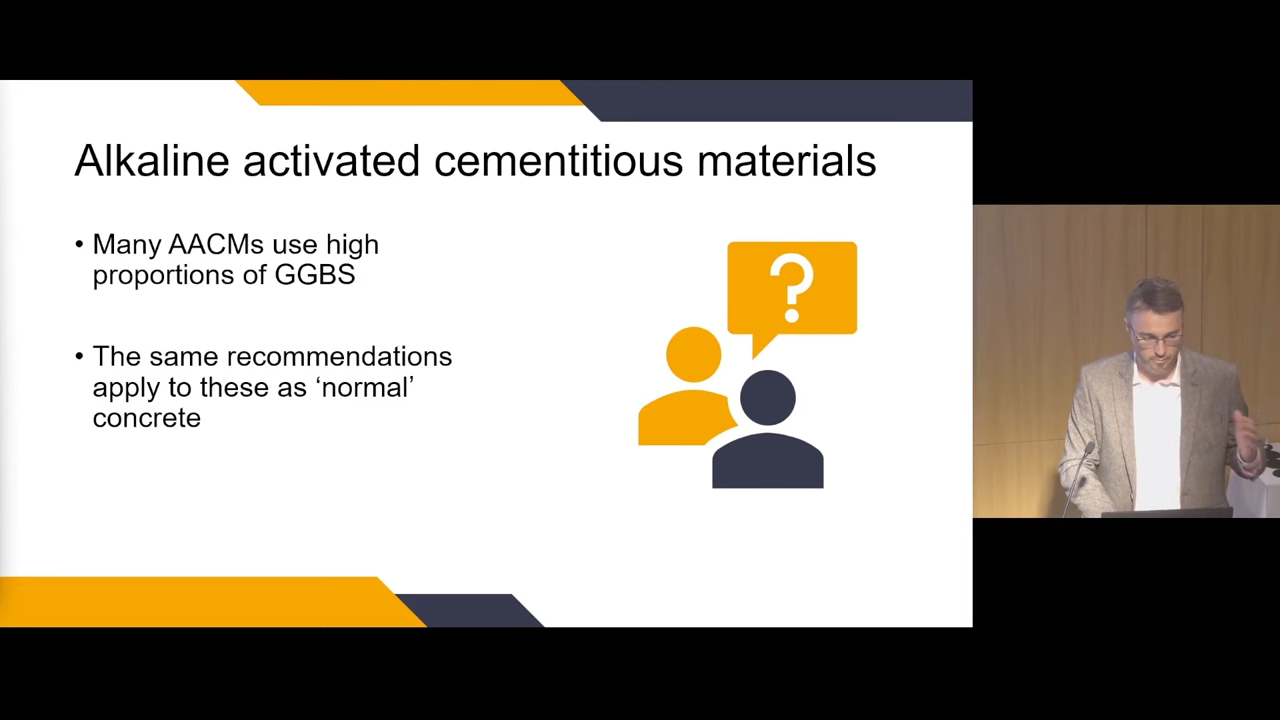 Alkaline activated cementitious materials
• Many AACMs use high
proportions of GGBS
• The same recommendations
apply to these as ‘normal’
concrete
?